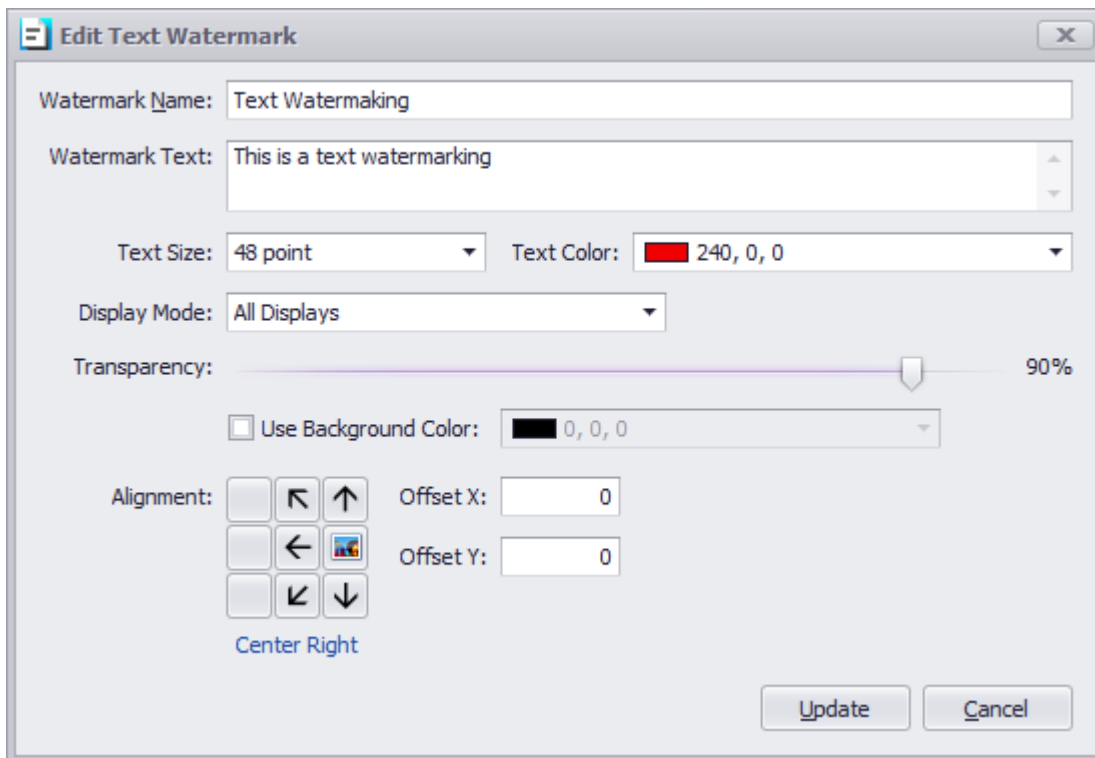 Edit Text Watermark
Watermark Name: Text Watermaking
Watermark Text: This is a text watermarking
Text Size: 48 point Text Color: 240, 0, 0
Display Mode: All Displays
Transparency: 90%
Use Background Color: 0, 0, 0
Alignment: Offset X: 0
Offset Y: 0
Center Right
Update Cancel